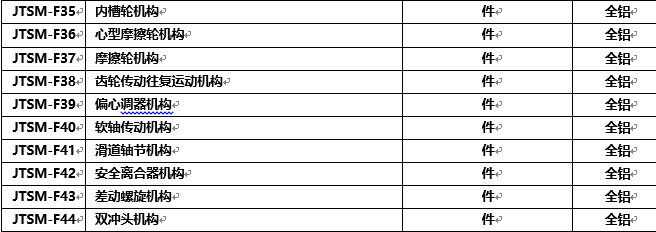 JTSM-F35 内槽轮机构 件 全铝
JTSM-F36 心型摩擦轮机构 件 全铝
JTSM-F37 摩擦轮机构 件 全铝
JTSM-F38 齿轮传动往复运动机构 件 全铝
JTSM-F39 偏心调器机构 件 全铝
JTSM-F40 软轴传动机构 件 全铝
JTSM-F41 滑道轴节机构 件 全铝
JTSM-F42 安全离合器机构 件 全铝
JTSM-F43 差动螺旋机构 件 全铝
JTSM-F44 双冲头机构 件 全铝